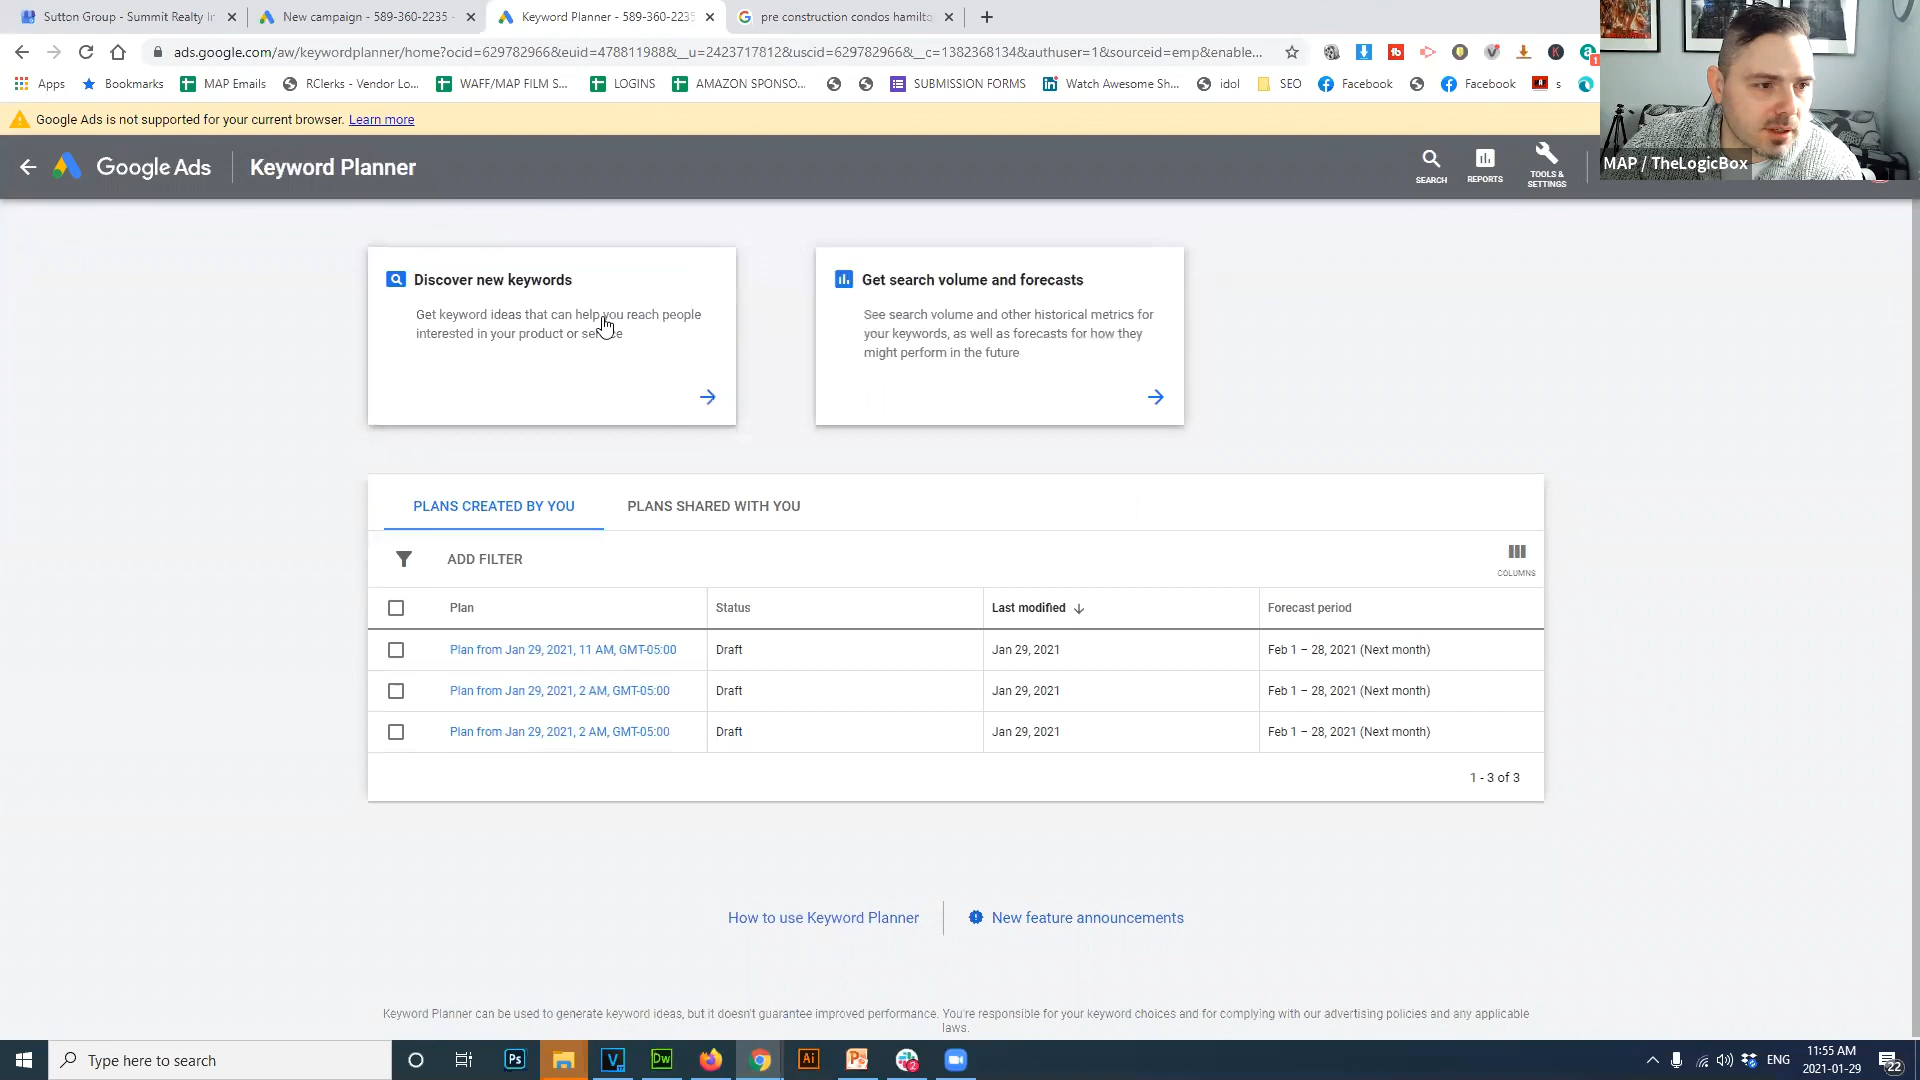 Sutton Group - Summit Realty In
New campaign - 589-360-2235 -
Keyword Planner - 589-360-2235
pre construction condos hamilto
ads.google.com/aw/keywordplanner/home?ocid=629782966&euid=478811988&__u=2423717812&uscid=629782966&__c=1382368134&authuser=1&sourceid=emp&enable...
Apps
Bookmarks
MAP Emails
RClerks - Vendor Lo...
WAFF/MAP FILM S...
LOGINS
AMAZON SPONSO...
SUBMISSION FORMS
Watch Awesome Sh...
idol
SEO
Facebook
Facebook
s
Google Ads is not supported for your current browser. Learn more
Google Ads
Keyword Planner
SEARCH
REPORTS
TOOLS &
SETTINGS
MAP / TheLogicBox
Discover new keywords
Get keyword ideas that can help you reach people
interested in your product or service
Get search volume and forecasts
See search volume and other historical metrics for
your keywords, as well as forecasts for how they
might perform in the future
PLANS CREATED BY YOU
PLANS SHARED WITH YOU
ADD FILTER
COLUMNS
Plan Status Last modified Forecast period
Plan from Jan 29, 2021, 11 AM, GMT-05:00 Draft Jan 29, 2021 Feb 1 – 28, 2021 (Next month)
Plan from Jan 29, 2021, 2 AM, GMT-05:00 Draft Jan 29, 2021 Feb 1 – 28, 2021 (Next month)
Plan from Jan 29, 2021, 2 AM, GMT-05:00 Draft Jan 29, 2021 Feb 1 – 28, 2021 (Next month)
1 - 3 of 3
How to use Keyword Planner
New feature announcements
Keyword Planner can be used to generate keyword ideas, but it doesn't guarantee improved performance. You're responsible for your keyword choices and for complying with our advertising policies and any applicable
laws.
Type here to search
Ps
V
Dw
Ai
2
ENG
11:55 AM
2021-01-29
22